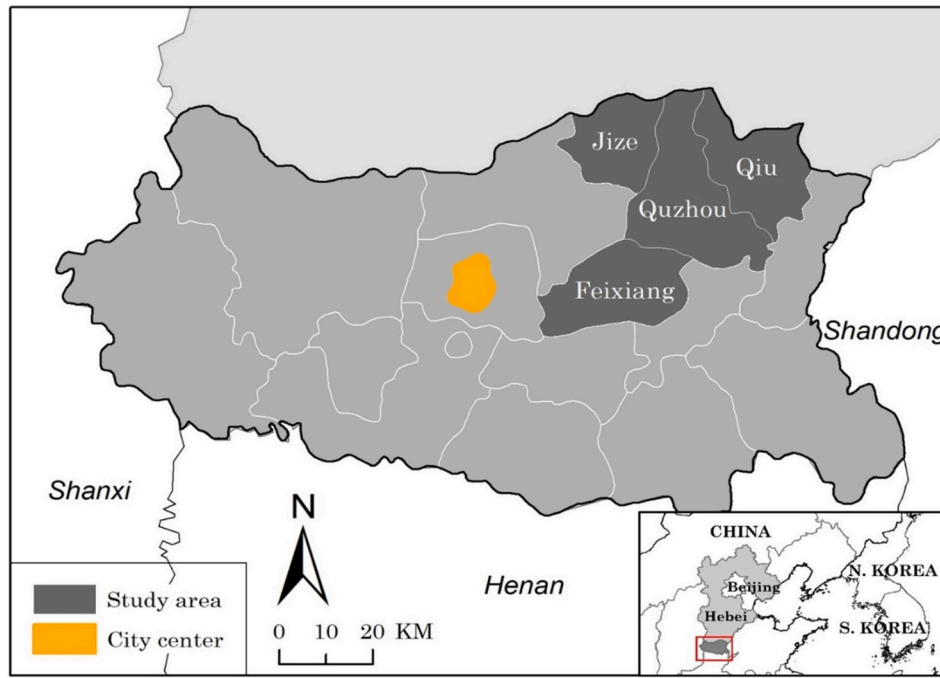 Jize
Qiu
Quzhou
Feixiang
Shandong
Shanxi
N
Henan
Study area
City center
0 10 20 KM
CHINA
N. KOREA
Beijing
Hebei
S. KOREA